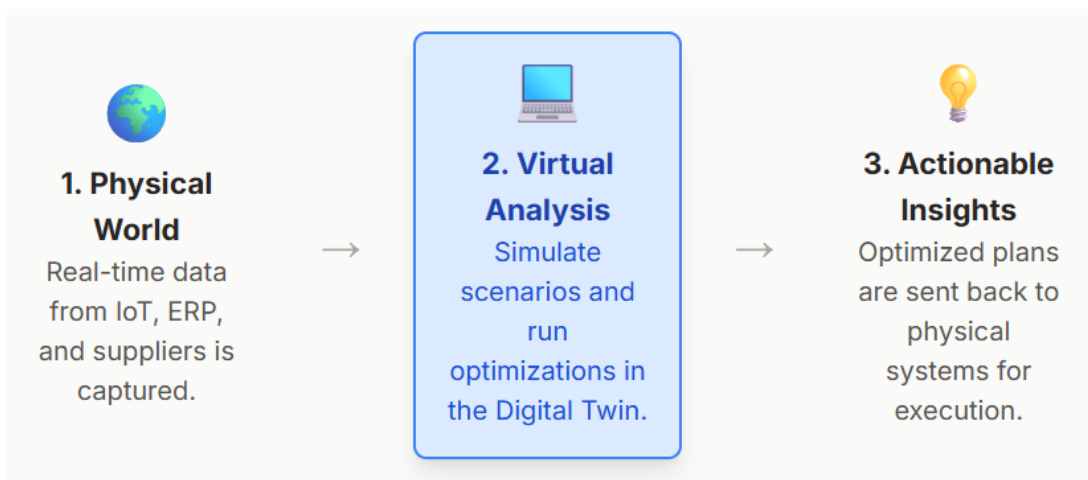 1. Physical
World
Real-time data
from IoT, ERP,
and suppliers is
captured.
→
2. Virtual
Analysis
Simulate
scenarios and
run
optimizations in
the Digital Twin.
→
3. Actionable
Insights
Optimized plans
are sent back to
physical
systems for
execution.